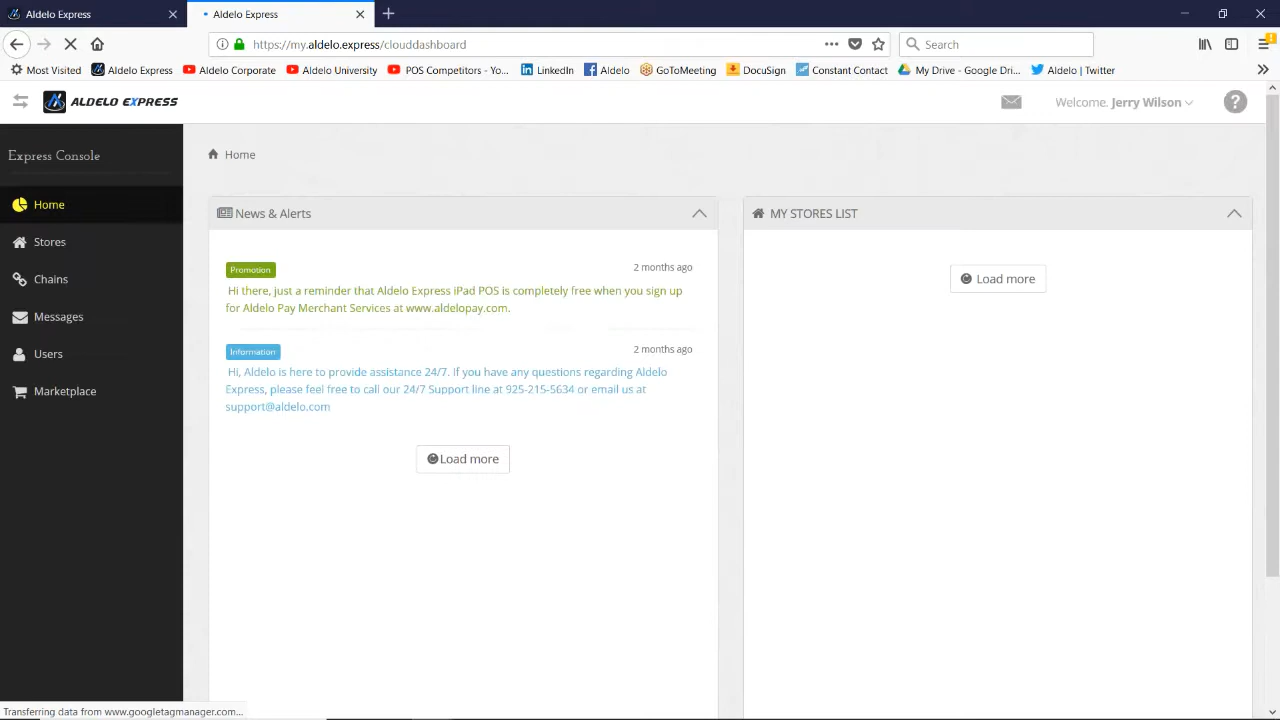 Aldelo Express
Aldelo Express
https://my.aldelo.express/clouddashboard
Search
Most Visited
Aldelo Express
Aldelo Corporate
Aldelo University
POS Competitors - Yo...
LinkedIn
Aldelo
GoToMeeting
DocuSign
Constant Contact
My Drive - Google Dri...
Aldelo | Twitter
ALDELO EXPRESS
Welcome, Jerry Wilson
Express Console
Home
Stores
Chains
Messages
Users
Marketplace
Home
News & Alerts
Promotion
2 months ago
Hi there, just a reminder that Aldelo Express iPad POS is completely free when you sign up
for Aldelo Pay Merchant Services at www.aldelopay.com.
Information
2 months ago
Hi, Aldelo is here to provide assistance 24/7. If you have any questions regarding Aldelo
Express, please feel free to call our 24/7 Support line at 925-215-5634 or email us at
support@aldelo.com
Load more
MY STORES LIST
Load more
Transferring data from www.googletagmanager.com...